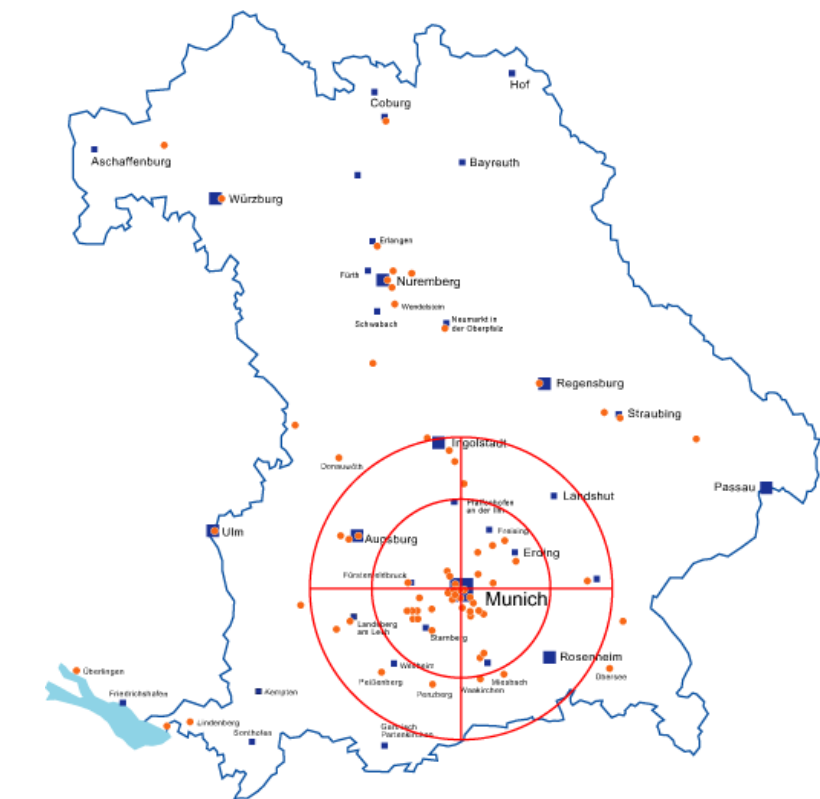 Hof
Coburg
Aschaffenburg
Bayreuth
Würzburg
Erlangen
Fürth
Nuremberg
Wendelstein
Schwabach
Neumarkt in
der Oberpfalz
Regensburg
Straubing
Ingolstadt
Donauwöth
Passau
Landshut
Pfaffenhofen
an der Ilm
Ulm
Augsburg
Freising
Erding
Fürstenfeldbruck
Munich
Landsberg
am Lech
Starnberg
Rosenheim
Weilheim
Überlingen
Peißenberg
Miesbach
Obersee
Penzberg
Waakirchen
Friedrichshafen
Kempten
Lindenberg
Sonthofen
Garmisch
Partenkirchen